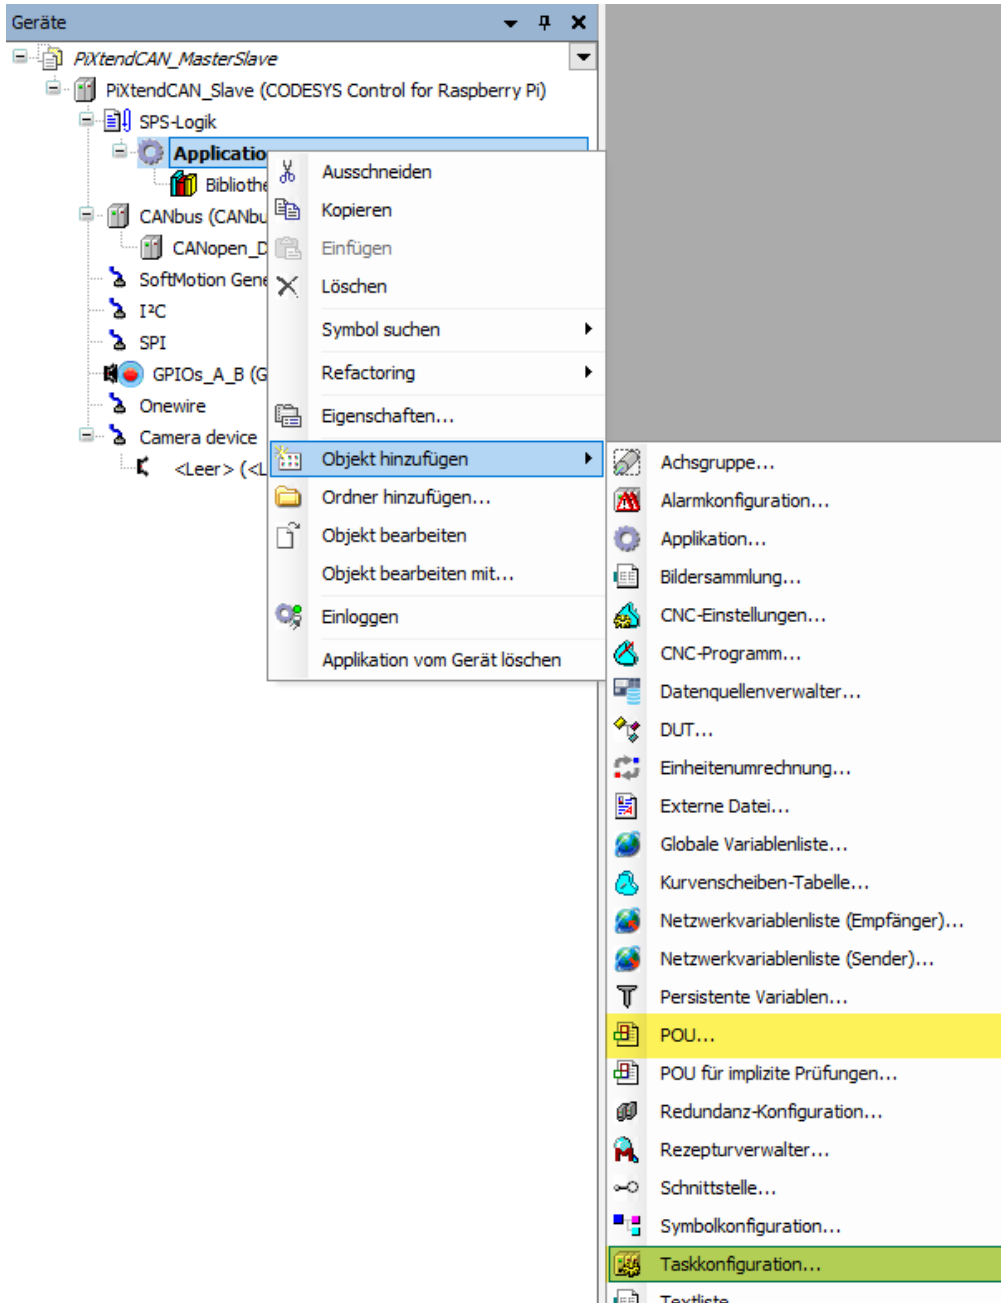 Geräte
PiXtendCAN_MasterSlave
PiXtendCAN_Slave (CODESYS Control for Raspberry Pi)
SPS-Logik
Applicatio
Bibliothe
CANbus (CANbu
CANopen_D
SoftMotion Gene
I²C
SPI
GPIOs_A_B (G
Onewire
Camera device
<Leer> (<L
Ausschneiden
Kopieren
Einfügen
Löschen
Symbol suchen
Refactoring
Eigenschaften...
Objekt hinzufügen
Ordner hinzufügen...
Objekt bearbeiten
Objekt bearbeiten mit...
Einloggen
Applikation vom Gerät löschen
Achsgruppe...
Alarmkonfiguration...
Applikation...
Bildersammlung...
CNC-Einstellungen...
CNC-Programm...
Datenquellenverwalter...
DUT...
Einheitenumrechnung...
Externe Datei...
Globale Variablenliste...
Kurvenscheiben-Tabelle...
Netzwerkvariablenliste (Empfänger)...
Netzwerkvariablenliste (Sender)...
Persistente Variablen...
POU...
POU für implizite Prüfungen...
Redundanz-Konfiguration...
Rezepturverwalter...
Schnittstelle...
Symbolkonfiguration...
Taskkonfiguration...
Textliste